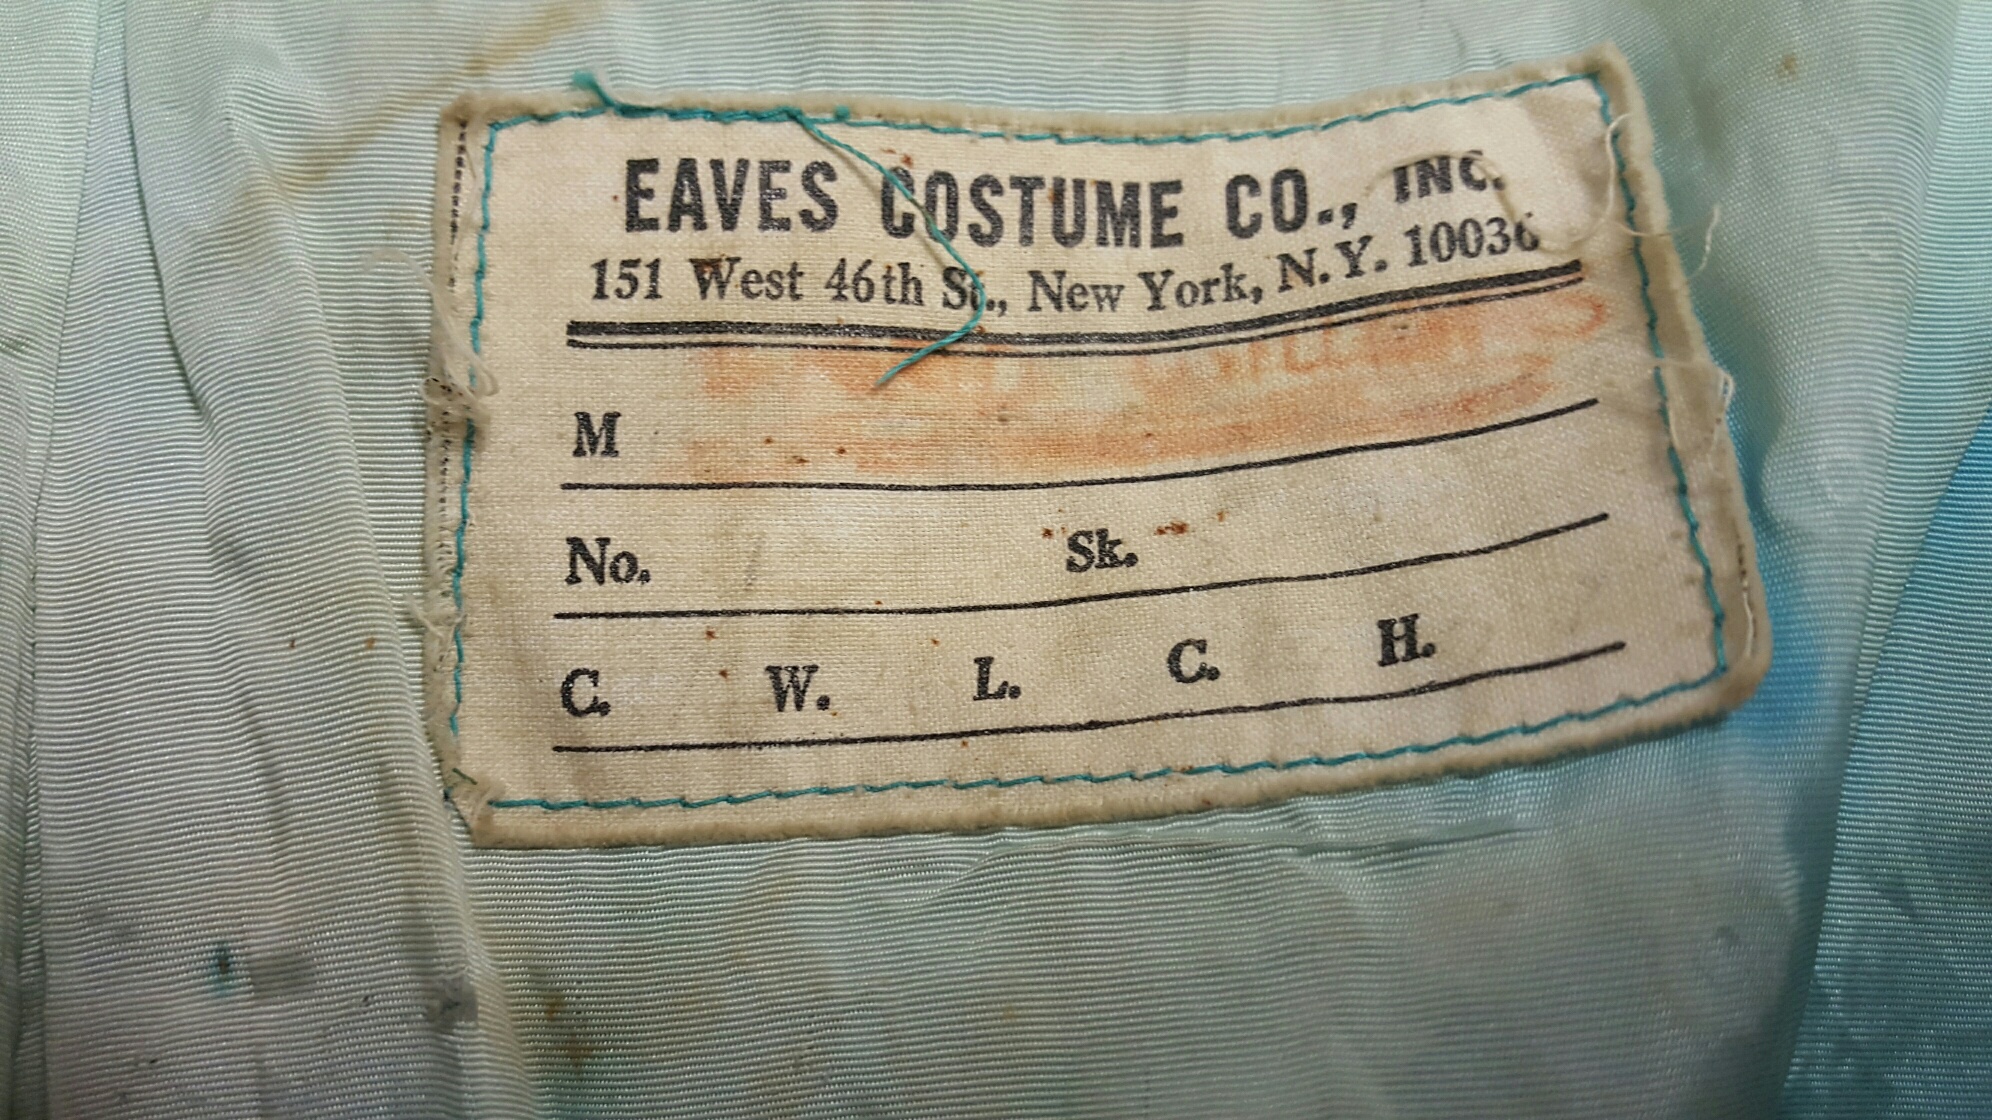 EAVES COSTUME CO., INC.
151 West 46th St., New York, N.Y. 10036
M
No. Sk.
C. W. L. C. H.